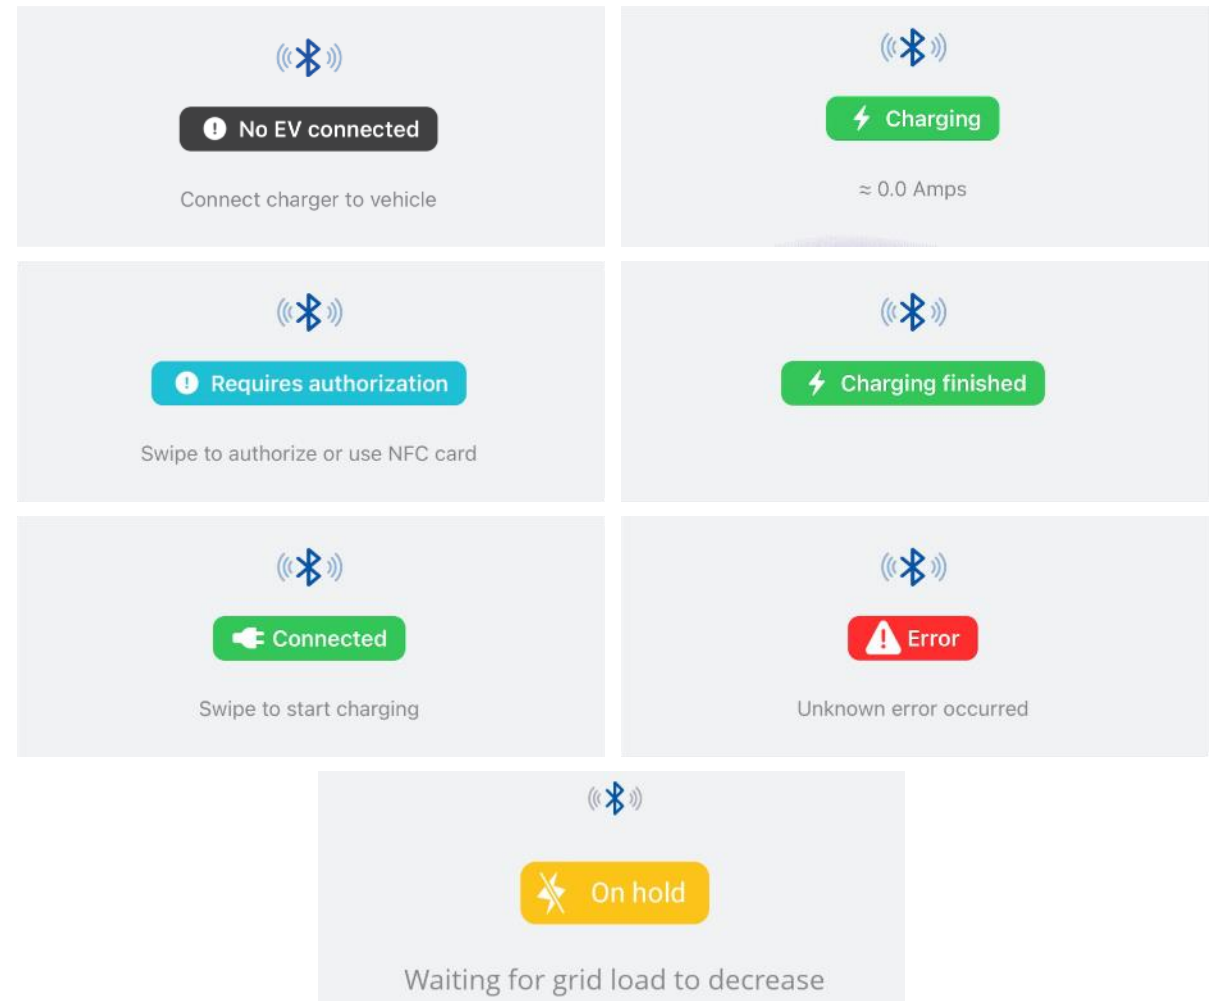 No EV connected
Connect charger to vehicle
Charging
≈ 0.0 Amps
Requires authorization
Swipe to authorize or use NFC card
Charging finished
Connected
Swipe to start charging
Error
Unknown error occurred
On hold
Waiting for grid load to decrease